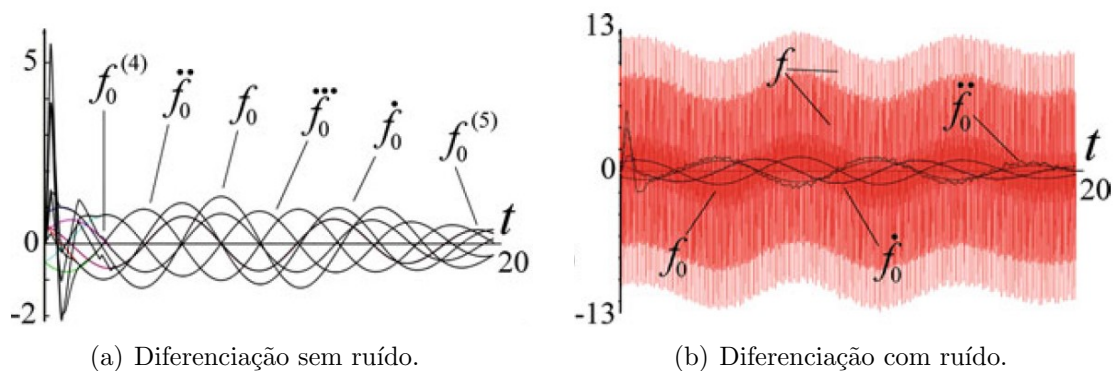 5
0
-2
f₀⁽⁴⁾
f̈₀
f₀
f⃛₀
ḟ₀
f₀⁽⁵⁾
t
20
(a) Diferenciação sem ruído.
13
0
-13
f
f̈₀
t
20
f₀
ḟ₀
(b) Diferenciação com ruído.